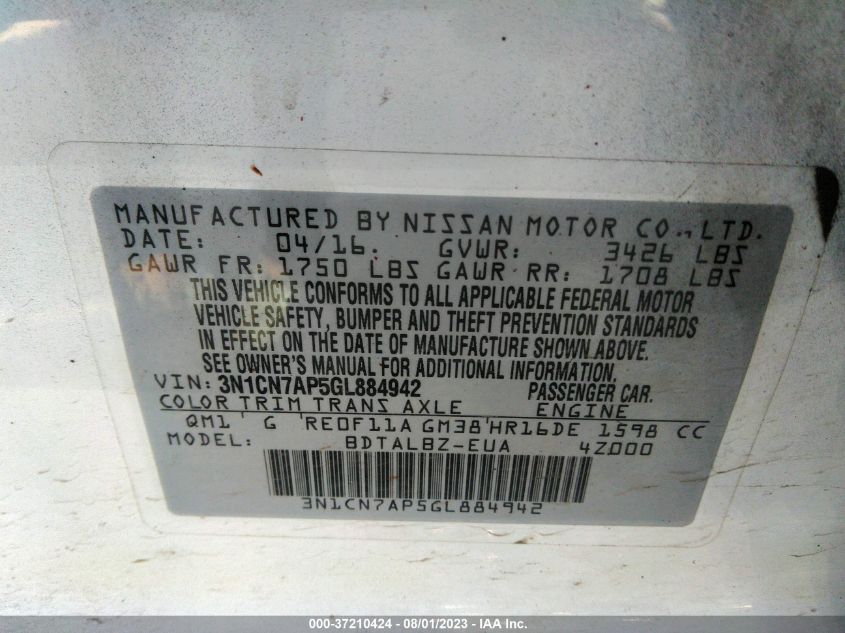 MANUFACTURED BY NISSAN MOTOR CO., LTD.
DATE: 04/16. GVWR: 3426 LBS
GAWR FR: 1750 LBS GAWR RR: 1708 LBS
THIS VEHICLE CONFORMS TO ALL APPLICABLE FEDERAL MOTOR
VEHICLE SAFETY, BUMPER AND THEFT PREVENTION STANDARDS
IN EFFECT ON THE DATE OF MANUFACTURE SHOWN ABOVE.
SEE OWNER'S MANUAL FOR ADDITIONAL INFORMATION.
VIN: 3N1CN7AP5GL884942 PASSENGER CAR.
COLOR TRIM TRANS AXLE ENGINE
QM1 G RE0F11A GM38 HR16DE 1598 CC
MODEL: BDTALBZ-EUA 4Z000
3N1CN7AP5GL884942
000-37210424 - 08/01/2023 - IAA Inc.